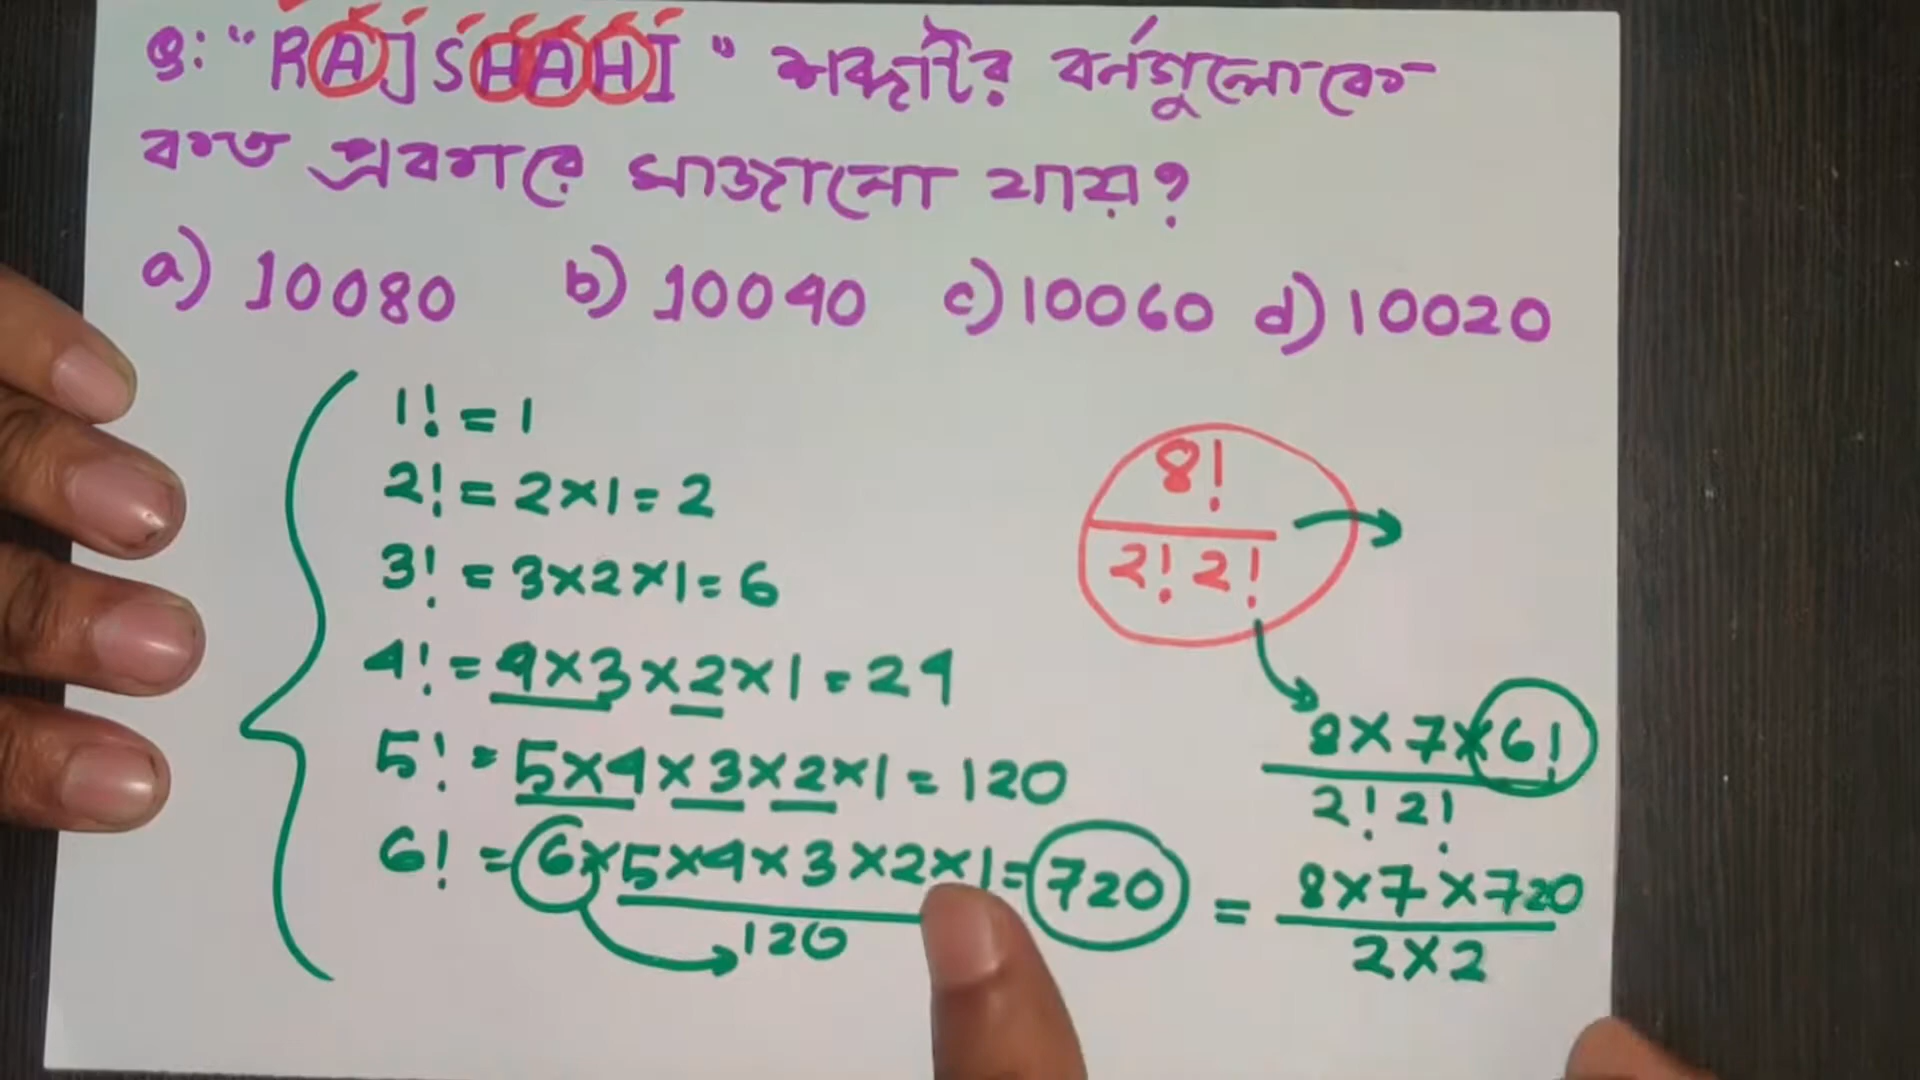 Q: "RAJSHAHI" শব্দটির বর্নগুলোকে
কত প্রকারে সাজানো যায়?
a) 10080 b) 10040 c) 10060 d) 10020
1! = 1
2! = 2×1 = 2
3! = 3×2×1 = 6
4! = 4×3×2×1 = 24
5! = 5×4×3×2×1 = 120
6! = 6×5×4×3×2×1 = 720
120
8!
2! 2!
8×7×6!
2! 2!
= 8×7×720
2×2